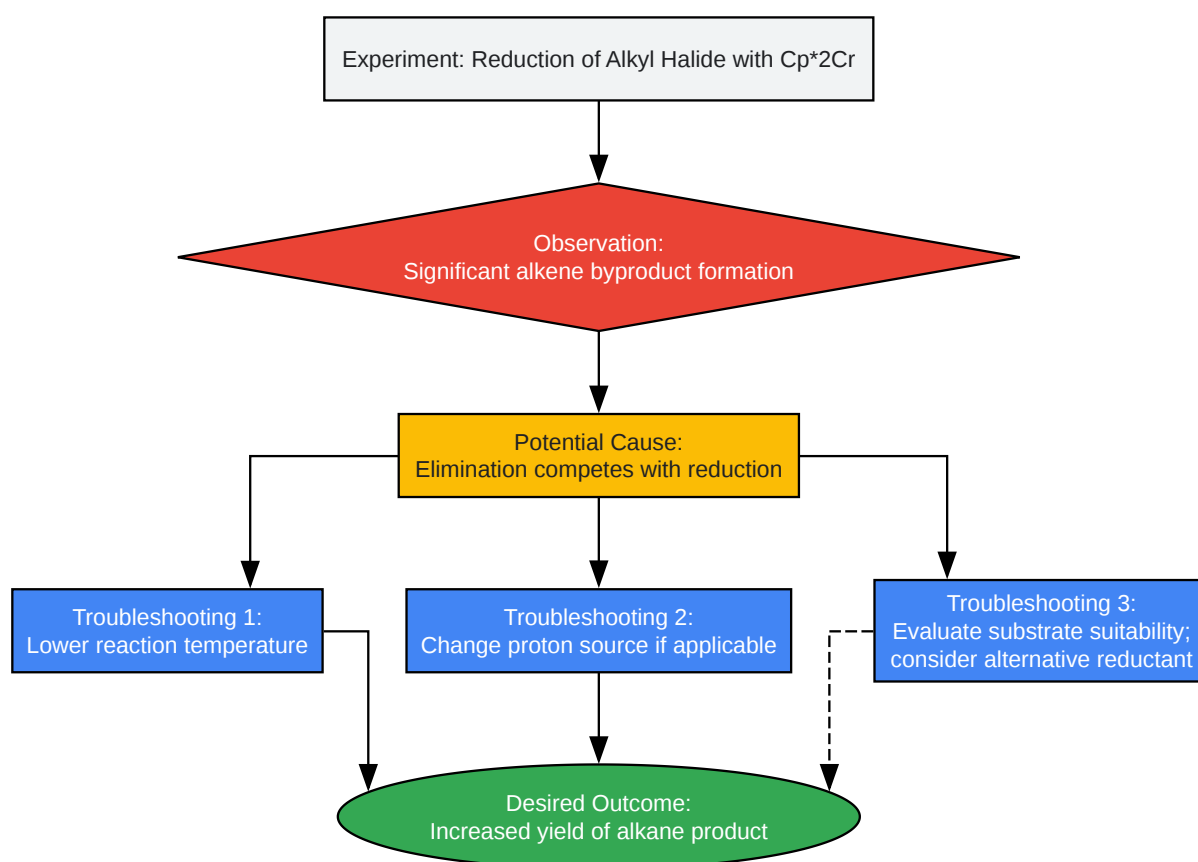 Experiment: Reduction of Alkyl Halide with Cp*2Cr
Observation:
Significant alkene byproduct formation
Potential Cause:
Elimination competes with reduction
Troubleshooting 1:
Lower reaction temperature
Troubleshooting 2:
Change proton source if applicable
Troubleshooting 3:
Evaluate substrate suitability;
consider alternative reductant
Desired Outcome:
Increased yield of alkane product